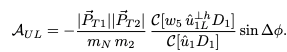 $$\mathcal{A}_{UL} = -\frac{|\vec{P}_{T1}||\vec{P}_{T2}|}{m_N \, m_2} \, \frac{\mathcal{C}[w_5 \, \hat{u}_{1L}^{\perp h} D_1]}{\mathcal{C}[\hat{u}_1 D_1]} \sin \Delta\phi.$$